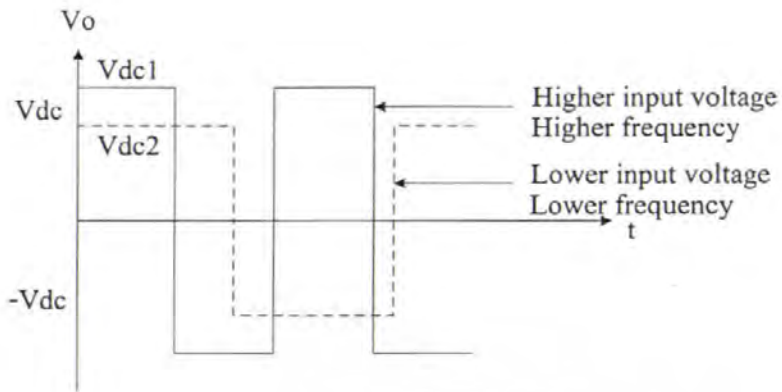 Vo
Vdc1
Vdc
Vdc2
Higher input voltage
Higher frequency
Lower input voltage
Lower frequency
t
-Vdc